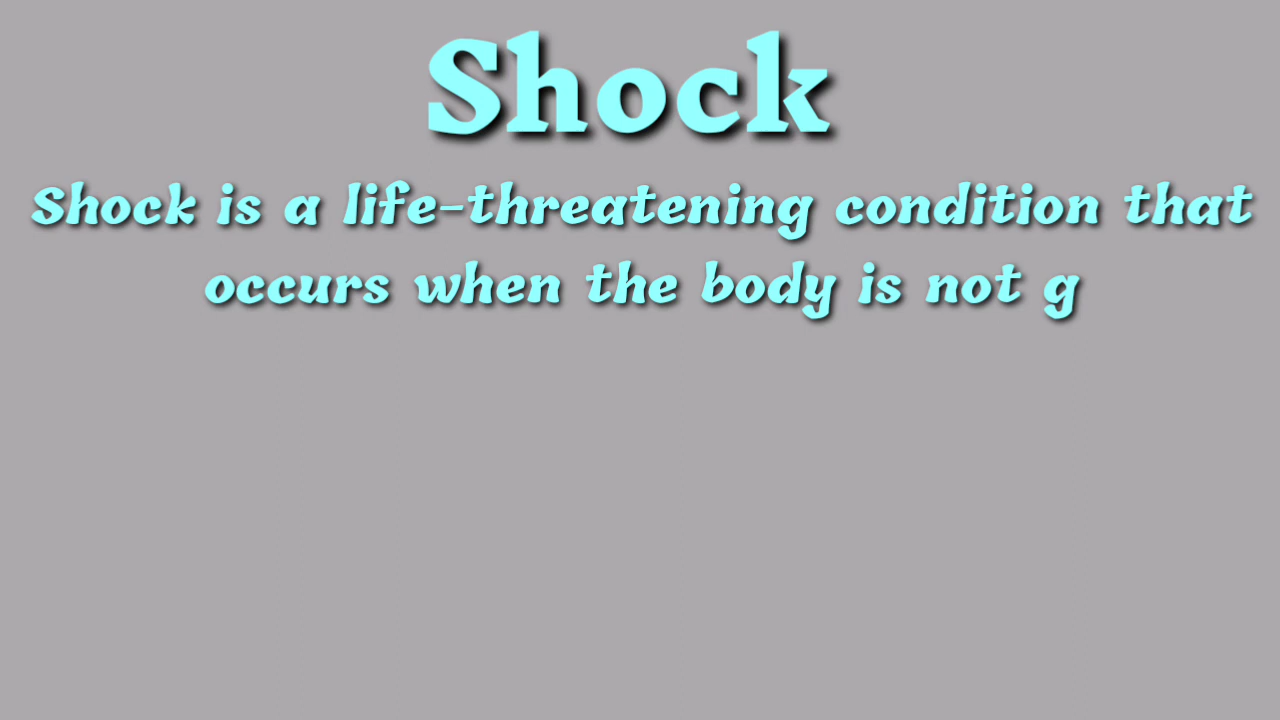 Shock
Shock is a life-threatening condition that
occurs when the body is not g